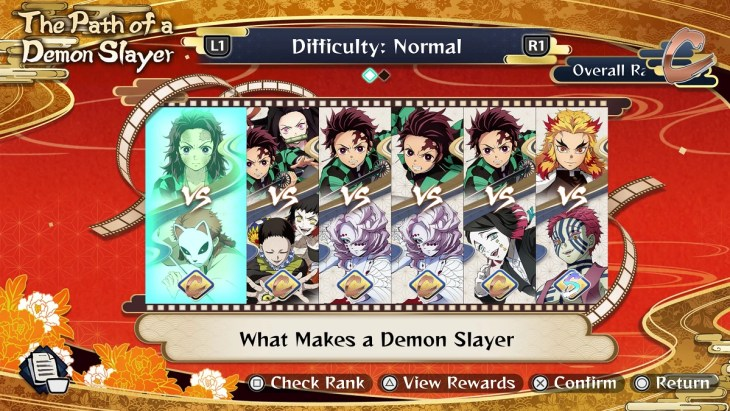 The Path of a
Demon Slayer
L1
Difficulty: Normal
R1
Overall Ra
C
VS
VS
VS
VS
VS
VS
C
C
C
C
C
S
What Makes a Demon Slayer
Check Rank
View Rewards
Confirm
Return